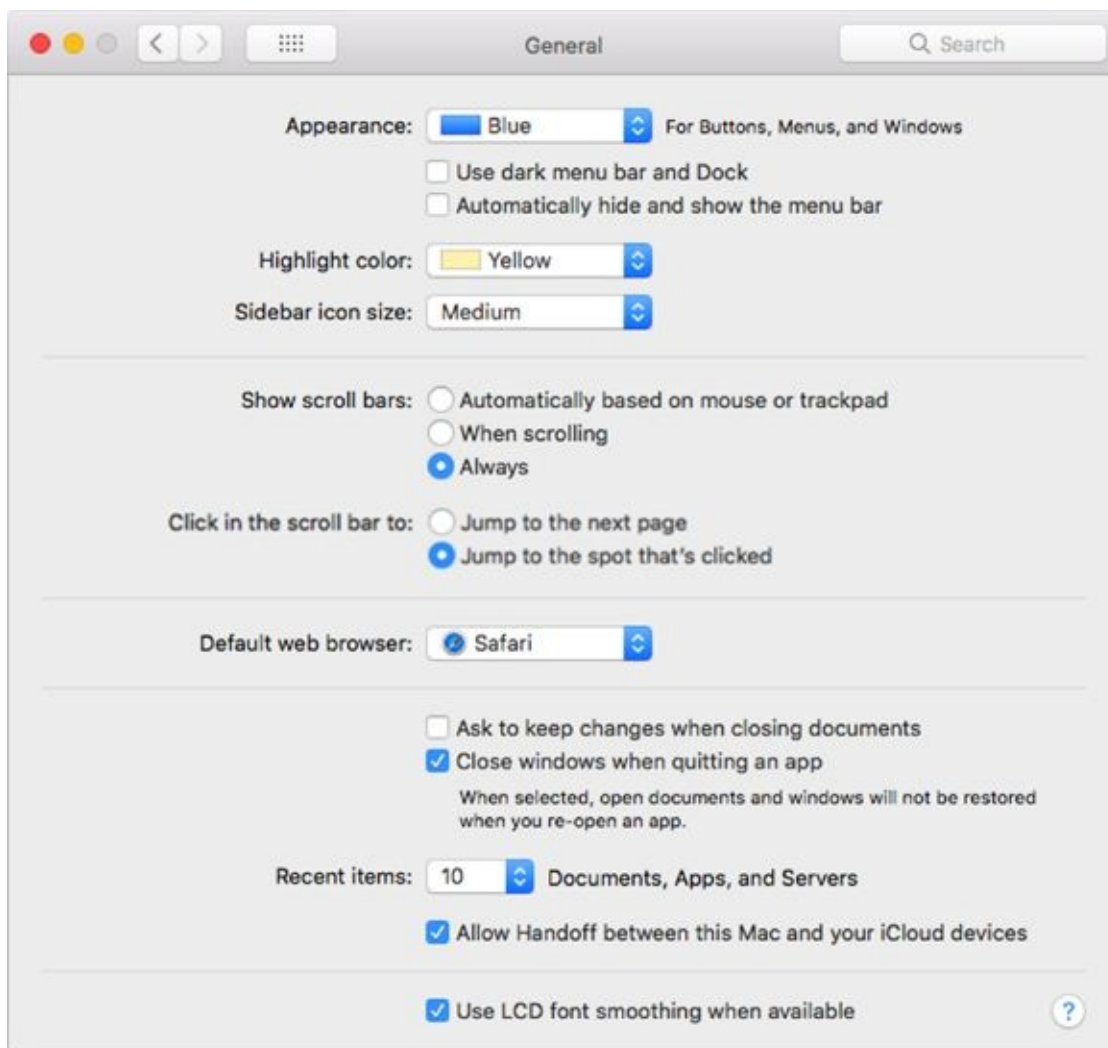 General
Search
Appearance: Blue For Buttons, Menus, and Windows
Use dark menu bar and Dock
Automatically hide and show the menu bar
Highlight color: Yellow
Sidebar icon size: Medium
Show scroll bars: Automatically based on mouse or trackpad
When scrolling
Always
Click in the scroll bar to: Jump to the next page
Jump to the spot that's clicked
Default web browser: Safari
Ask to keep changes when closing documents
Close windows when quitting an app
When selected, open documents and windows will not be restored
when you re-open an app.
Recent items: 10 Documents, Apps, and Servers
Allow Handoff between this Mac and your iCloud devices
Use LCD font smoothing when available
?